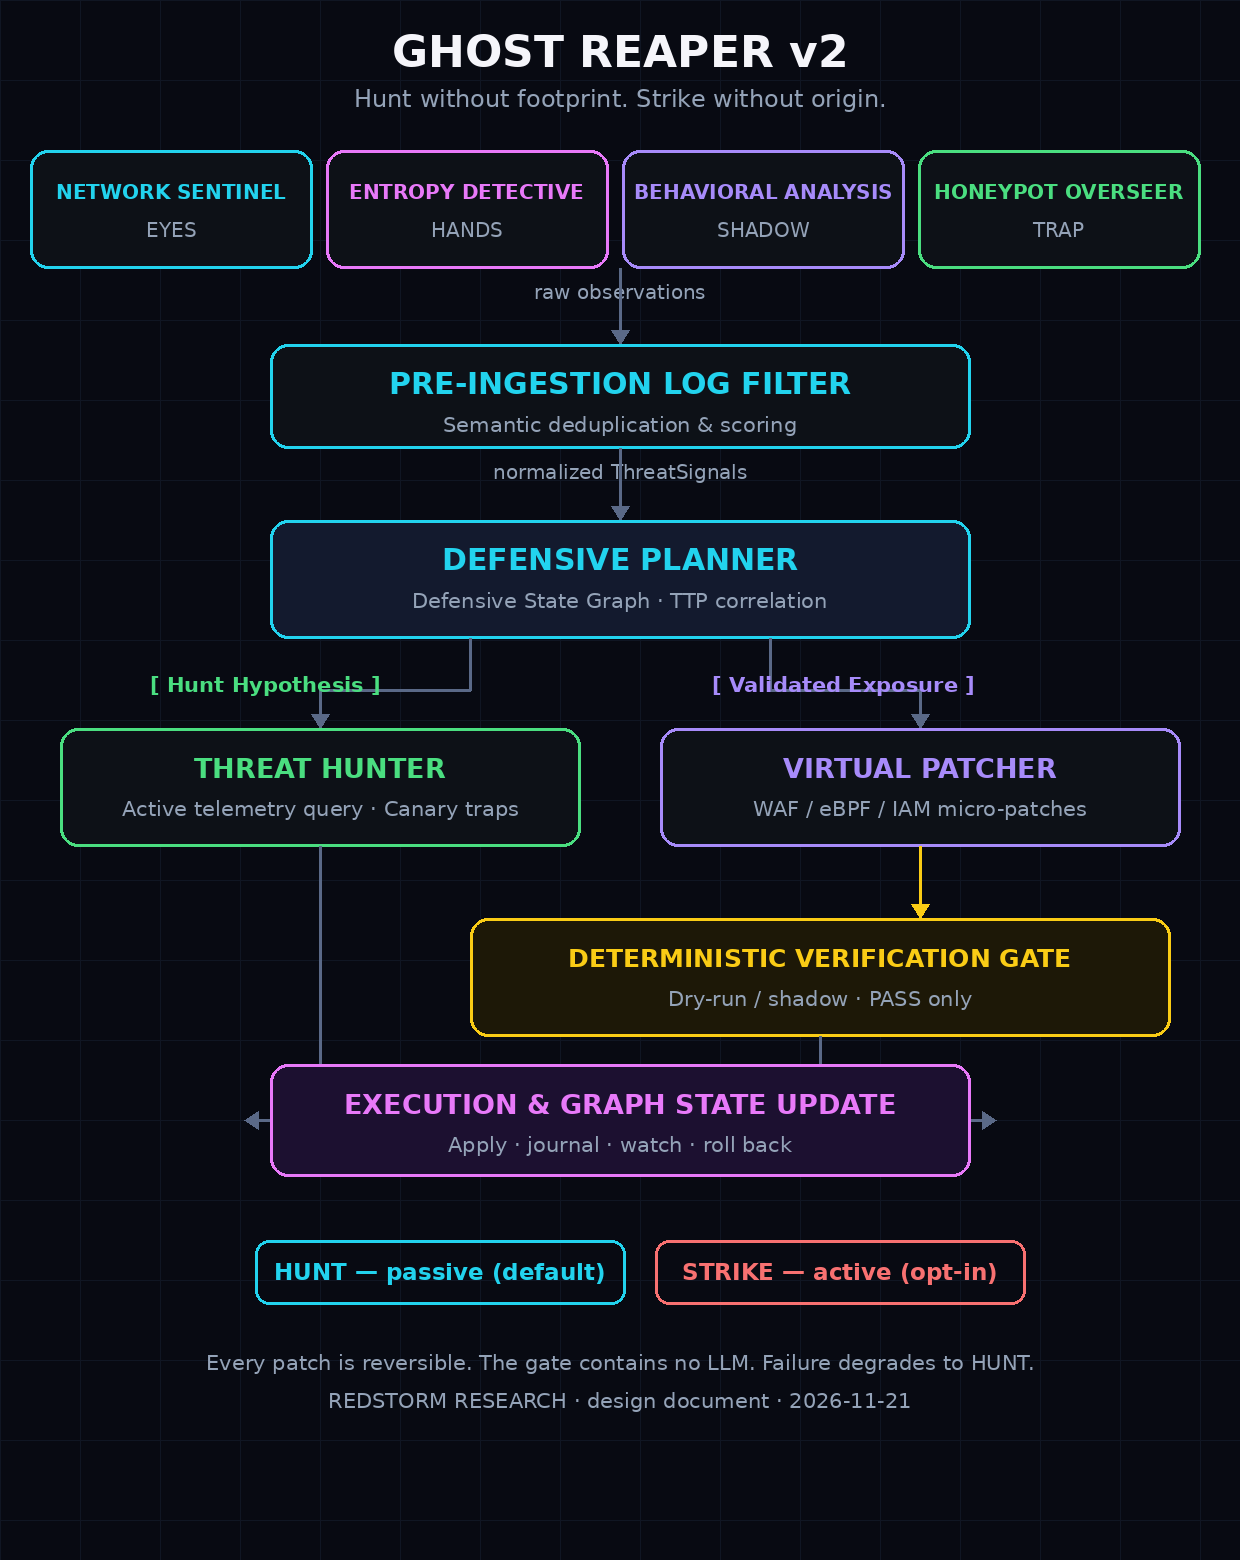 GHOST REAPER v2
Hunt without footprint. Strike without origin.
NETWORK SENTINEL
EYES
ENTROPY DETECTIVE
HANDS
BEHAVIORAL ANALYSIS
SHADOW
HONEYPOT OVERSEER
TRAP
raw observations
PRE-INGESTION LOG FILTER
Semantic deduplication & scoring
normalized ThreatSignals
DEFENSIVE PLANNER
Defensive State Graph · TTP correlation
[ Hunt Hypothesis ]
[ Validated Exposure ]
THREAT HUNTER
Active telemetry query · Canary traps
VIRTUAL PATCHER
WAF / eBPF / IAM micro-patches
DETERMINISTIC VERIFICATION GATE
Dry-run / shadow · PASS only
EXECUTION & GRAPH STATE UPDATE
Apply · journal · watch · roll back
HUNT — passive (default)
STRIKE — active (opt-in)
Every patch is reversible. The gate contains no LLM. Failure degrades to HUNT.
REDSTORM RESEARCH · design document · 2026-11-21